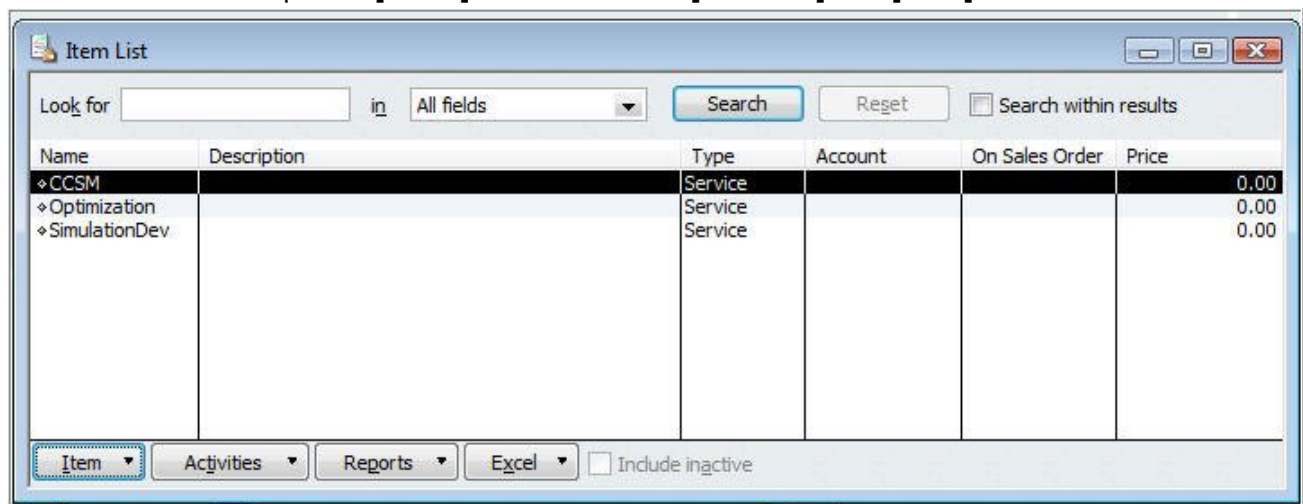 Item List
Look for in All fields Search Reset Search within results
Name Description Type Account On Sales Order Price
CCSM Service 0.00
Optimization Service 0.00
SimulationDev Service 0.00
Item Activities Reports Excel Include inactive